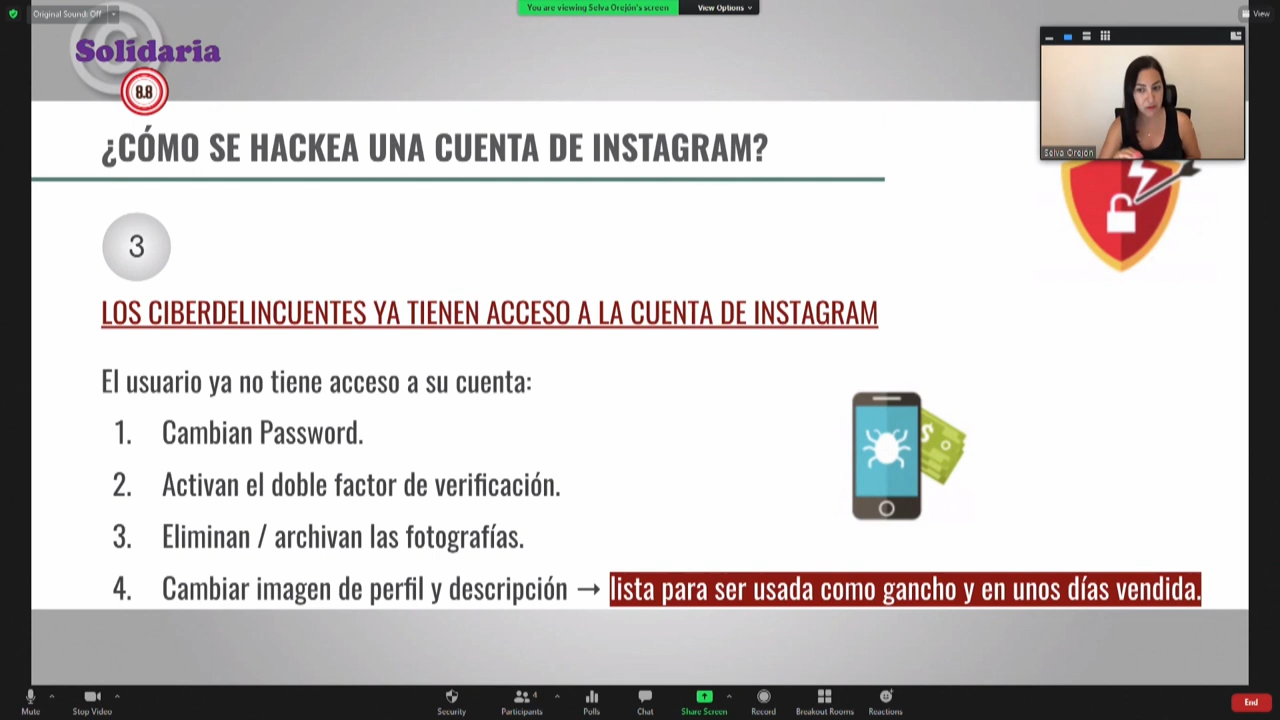 Original Sound: Off
You are viewing Selva Orejón's screen
View Options
View
Solidaria
8.8
Selva Orejón
¿CÓMO SE HACKEA UNA CUENTA DE INSTAGRAM?
3
LOS CIBERDELINCUENTES YA TIENEN ACCESO A LA CUENTA DE INSTAGRAM
El usuario ya no tiene acceso a su cuenta:
1. Cambian Password.
2. Activan el doble factor de verificación.
3. Eliminan / archivan las fotografías.
4. Cambiar imagen de perfil y descripción → lista para ser usada como gancho y en unos días vendida.
$
Mute
Stop Video
Security
Participants 4
Polls
Chat
Share Screen
Record
Breakout Rooms
Reactions
End